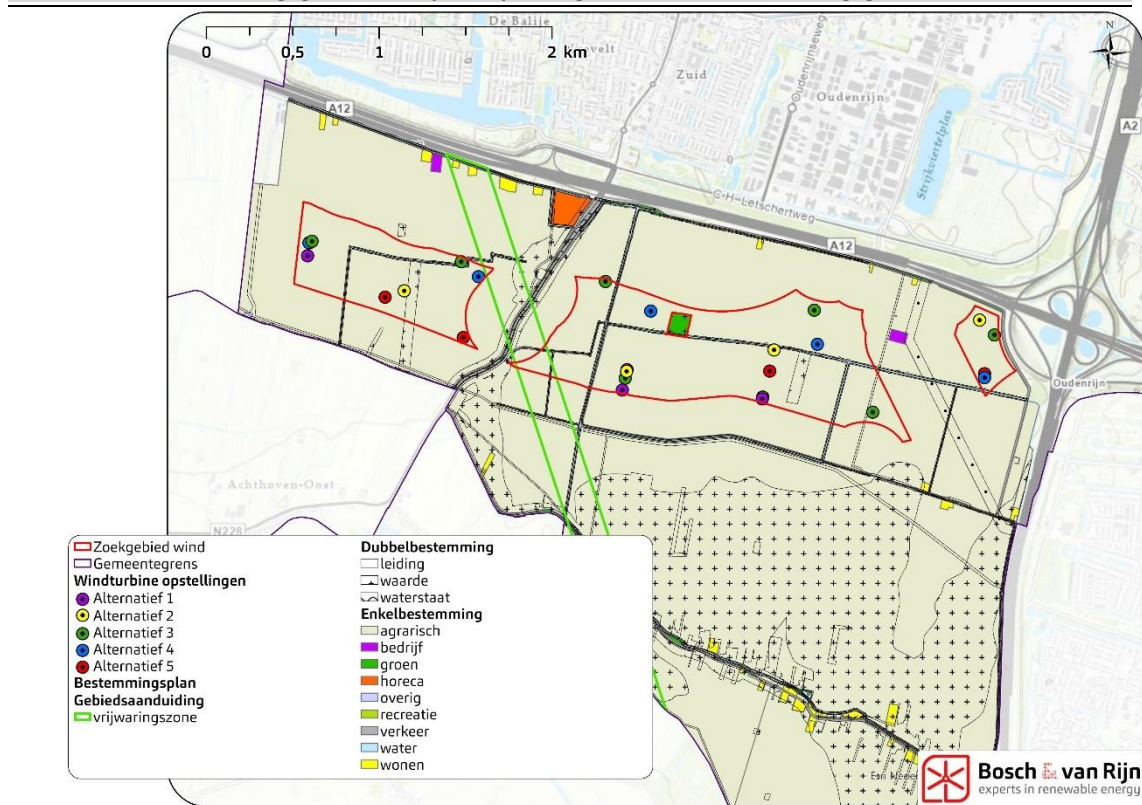 De Balije
N
0 0,5 1 2 km
Zuid
Oudenrijn
A12
A2
Strijkviertelplas
C-H-Letschertweg
A12
Oudenrijn
Achthoven-Oost
N228
Zoekgebied wind
Gemeentegrens
Windturbine opstellingen
Alternatief 1
Alternatief 2
Alternatief 3
Alternatief 4
Alternatief 5
Bestemmingsplan
Gebiedsaanduiding
vrijwaringszone
Dubbelbestemming
leiding
waarde
waterstaat
Enkelbestemming
agrarisch
bedrijf
groen
horeca
overig
recreatie
verkeer
water
wonen
Bosch & van Rijn
experts in renewable energy